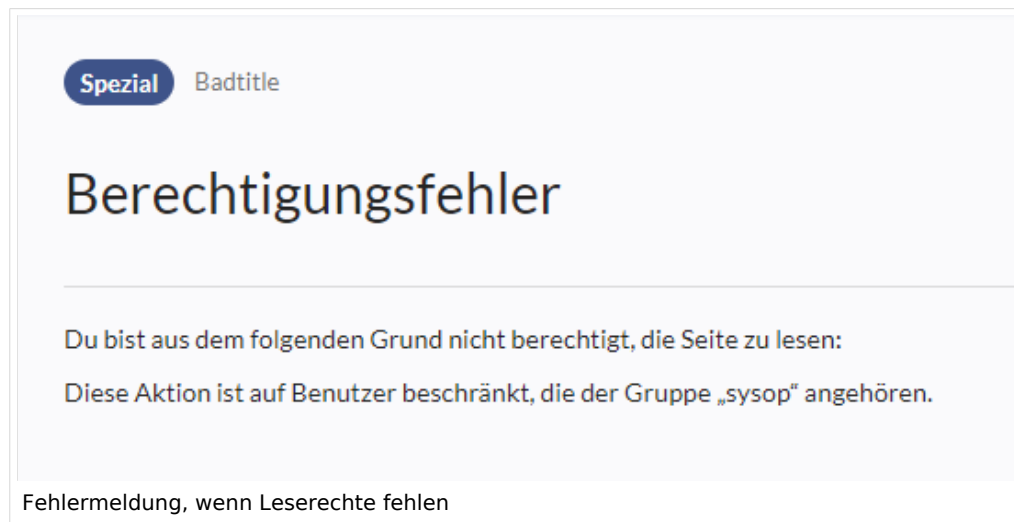 Spezial Badtitle
Berechtigungsfehler
Du bist aus dem folgenden Grund nicht berechtigt, die Seite zu lesen:
Diese Aktion ist auf Benutzer beschränkt, die der Gruppe „sysop“ angehören.
Fehlermeldung, wenn Leserechte fehlen